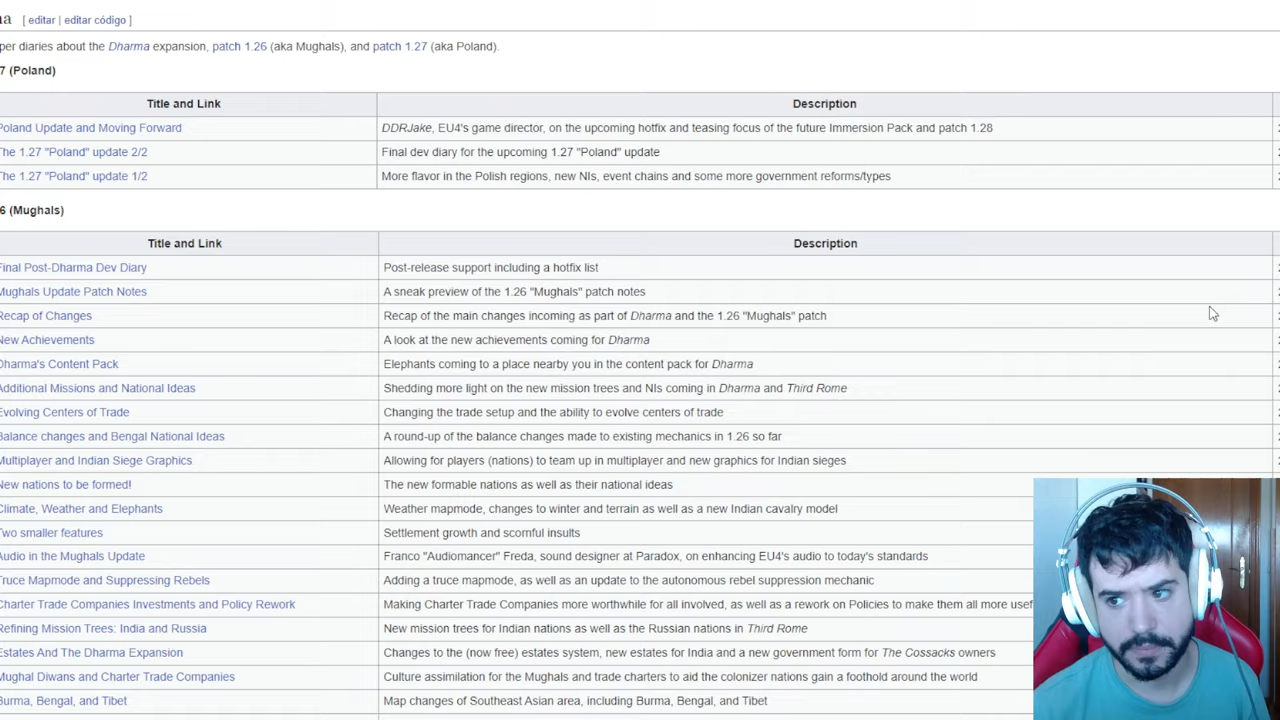 a [ editar | editar código ]
per diaries about the Dharma expansion, patch 1.26 (aka Mughals), and patch 1.27 (aka Poland).
7 (Poland)
Title and Link Description
Poland Update and Moving Forward DDRJake, EU4's game director, on the upcoming hotfix and teasing focus of the future Immersion Pack and patch 1.28
The 1.27 "Poland" update 2/2 Final dev diary for the upcoming 1.27 "Poland" update
The 1.27 "Poland" update 1/2 More flavor in the Polish regions, new NIs, event chains and some more government reforms/types
6 (Mughals)
Title and Link Description
Final Post-Dharma Dev Diary Post-release support including a hotfix list
Mughals Update Patch Notes A sneak preview of the 1.26 "Mughals" patch notes
Recap of Changes Recap of the main changes incoming as part of Dharma and the 1.26 "Mughals" patch
New Achievements A look at the new achievements coming for Dharma
Dharma's Content Pack Elephants coming to a place nearby you in the content pack for Dharma
Additional Missions and National Ideas Shedding more light on the new mission trees and NIs coming in Dharma and Third Rome
Evolving Centers of Trade Changing the trade setup and the ability to evolve centers of trade
Balance changes and Bengal National Ideas A round-up of the balance changes made to existing mechanics in 1.26 so far
Multiplayer and Indian Siege Graphics Allowing for players (nations) to team up in multiplayer and new graphics for Indian sieges
New nations to be formed! The new formable nations as well as their national ideas
Climate, Weather and Elephants Weather mapmode, changes to winter and terrain as well as a new Indian cavalry model
Two smaller features Settlement growth and scornful insults
Audio in the Mughals Update Franco "Audiomancer" Freda, sound designer at Paradox, on enhancing EU4's audio to today's standards
Truce Mapmode and Suppressing Rebels Adding a truce mapmode, as well as an update to the autonomous rebel suppression mechanic
Charter Trade Companies Investments and Policy Rework Making Charter Trade Companies more worthwhile for all involved, as well as a rework on Policies to make them all more usef
Refining Mission Trees: India and Russia New mission trees for Indian nations as well as the Russian nations in Third Rome
Estates And The Dharma Expansion Changes to the (now free) estates system, new estates for India and a new government form for The Cossacks owners
Mughal Diwans and Charter Trade Companies Culture assimilation for the Mughals and trade charters to aid the colonizer nations gain a foothold around the world
Burma, Bengal, and Tibet Map changes of Southeast Asian area, including Burma, Bengal, and Tibet